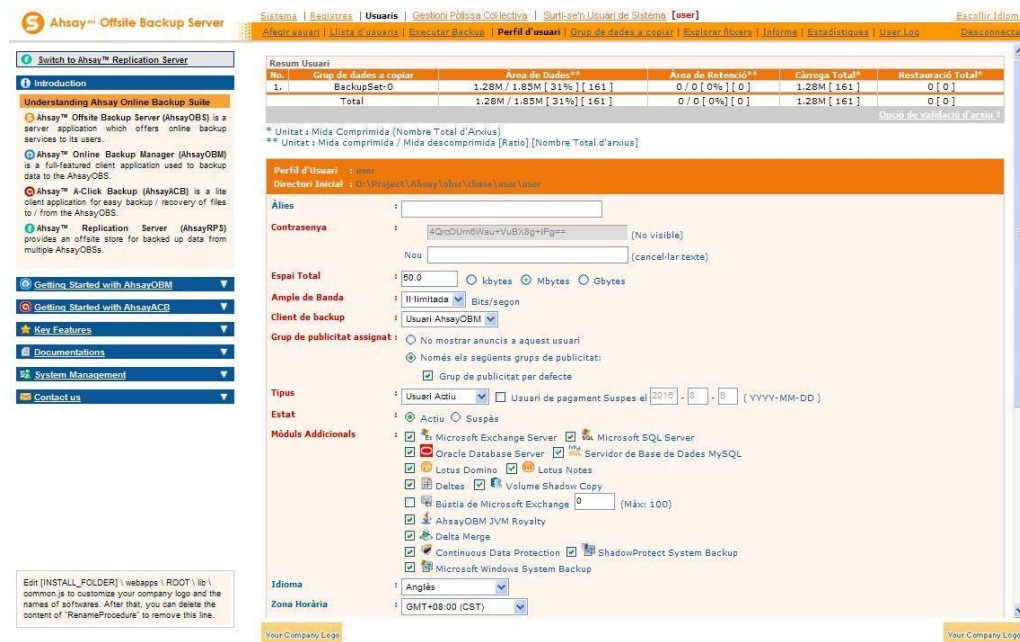 Ahsay™ Offsite Backup Server
Sistema | Registres | Usuaris | Gestioni Pòlissa Col·lectiva | Surti-se'n Usuari de Sistema [user]
Escollir Idioma
Afegir usuari | Llista d'usuaris | Executar Backup | Perfil d'usuari | Grup de dades a copiar | Explorar fitxers | Informe | Estadístiques | User Log
Desconnecta
Switch to Ahsay™ Replication Server
Introduction
Understanding Ahsay Online Backup Suite
Ahsay™ Offsite Backup Server (AhsayOBS) is a
server application which offers online backup
services to its users.
Ahsay™ Online Backup Manager (AhsayOBM)
is a full-featured client application used to backup
data to the AhsayOBS.
Ahsay™ A-Click Backup (AhsayACB) is a lite
client application for easy backup / recovery of files
to / from the AhsayOBS.
Ahsay™ Replication Server (AhsayRPS)
provides an offsite store for backed up data from
multiple AhsayOBSs.
Getting Started with AhsayOBM
Getting Started with AhsayACB
Key Features
Documentations
System Management
Contact us
Edit [INSTALL_FOLDER] \ webapps \ ROOT \ lib \
common.js to customize your company logo and the
names of softwares. After that, you can delete the
content of "RenameProcedure" to remove this line.
Resum Usuari
No. Grup de dades a copiar Àrea de Dades** Àrea de Retenció** Càrrega Total* Restauració Total*
1. BackupSet-0 1.28M / 1.85M [ 31% ] [ 161 ] 0 / 0 [ 0% ] [ 0 ] 1.28M [ 161 ] 0 [ 0 ]
Total 1.28M / 1.85M [ 31%] [ 161 ] 0 / 0 [ 0%] [ 0 ] 1.28M [ 161 ] 0 [ 0 ]
Opció de validació d'arxiu
* Unitat : Mida Comprimida (Nombre Total d'Arxius)
** Unitat : Mida comprimida / Mida descomprimida [Ratio] [Nombre Total d'arxius]
Perfil d'Usuari : user
Directori Inicial : D:\Project\Ahsay\obsr\cbase\user\user
Àlies :
Contrasenya : 4QrcOUm6Wau+VuBX8g+IPg== (No visible)
Nou (cancel·lar texte)
Espai Total : 50.0 kbytes Mbytes Gbytes
Ample de Banda : Il·limitada Bits/segon
Client de backup : Usuari AhsayOBM
Grup de publicitat assignat : No mostrar anuncis a aquest usuari
Només els següents grups de publicitat:
Grup de publicitat per defecte
Tipus : Usuari Actiu Usuari de pagament Suspes el 2016 - 8 - 9 ( YYYY-MM-DD )
Estat : Actiu Suspès
Mòduls Addicionals : Microsoft Exchange Server Microsoft SQL Server
Oracle Database Server Servidor de Base de Dades MySQL
Lotus Domino Lotus Notes
Deltes Volume Shadow Copy
Bústia de Microsoft Exchange 0 (Máx: 100)
AhsayOBM JVM Royalty
Delta Merge
Continuous Data Protection ShadowProtect System Backup
Microsoft Windows System Backup
Idioma : Anglès
Zona Horària : GMT+08:00 (CST)
Your Company Logo
Your Company Logo